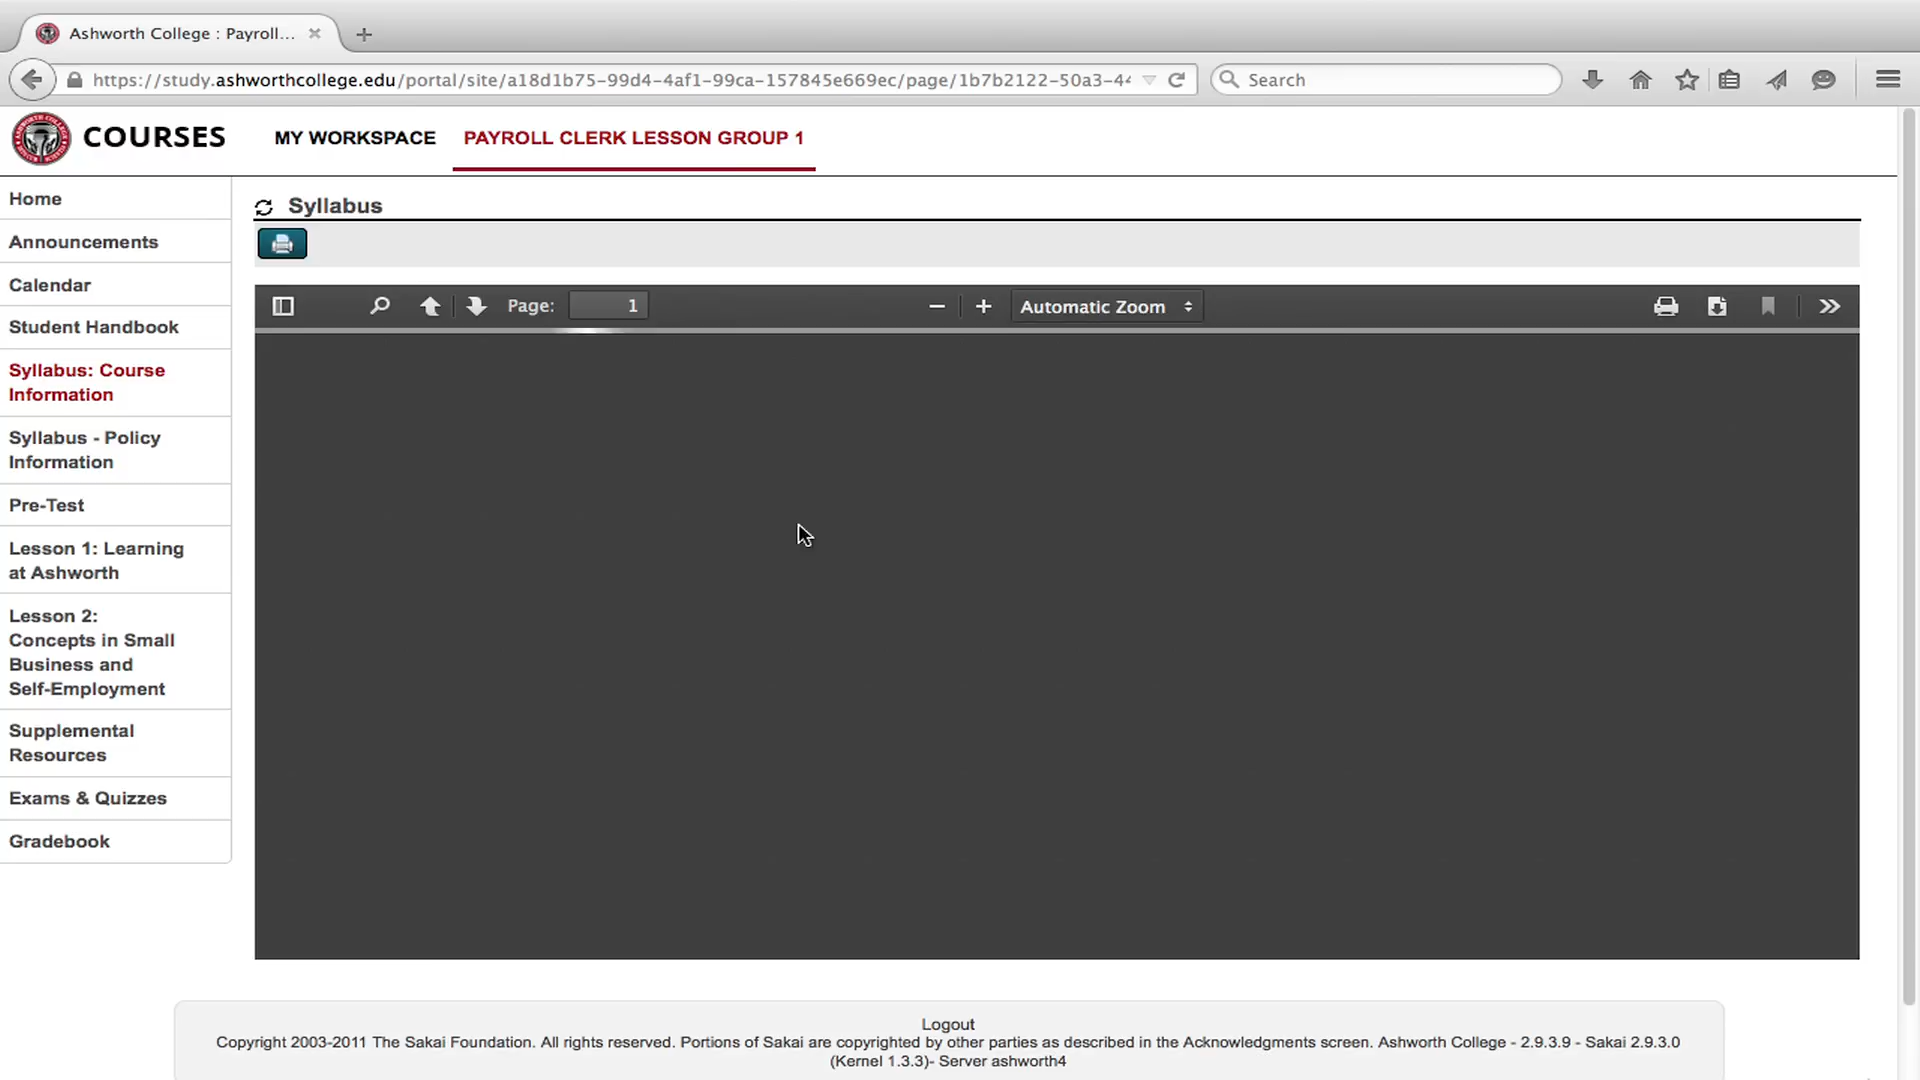 Ashworth College : Payroll...
https://study.ashworthcollege.edu/portal/site/a18d1b75-99d4-4af1-99ca-157845e669ec/page/1b7b2122-50a3-44
Search
COURSES
MY WORKSPACE
PAYROLL CLERK LESSON GROUP 1
Home
Announcements
Calendar
Student Handbook
Syllabus: Course
Information
Syllabus - Policy
Information
Pre-Test
Lesson 1: Learning
at Ashworth
Lesson 2:
Concepts in Small
Business and
Self-Employment
Supplemental
Resources
Exams & Quizzes
Gradebook
Syllabus
Page: 1
Automatic Zoom
Logout
Copyright 2003-2011 The Sakai Foundation. All rights reserved. Portions of Sakai are copyrighted by other parties as described in the Acknowledgments screen. Ashworth College - 2.9.3.9 - Sakai 2.9.3.0
(Kernel 1.3.3)- Server ashworth4